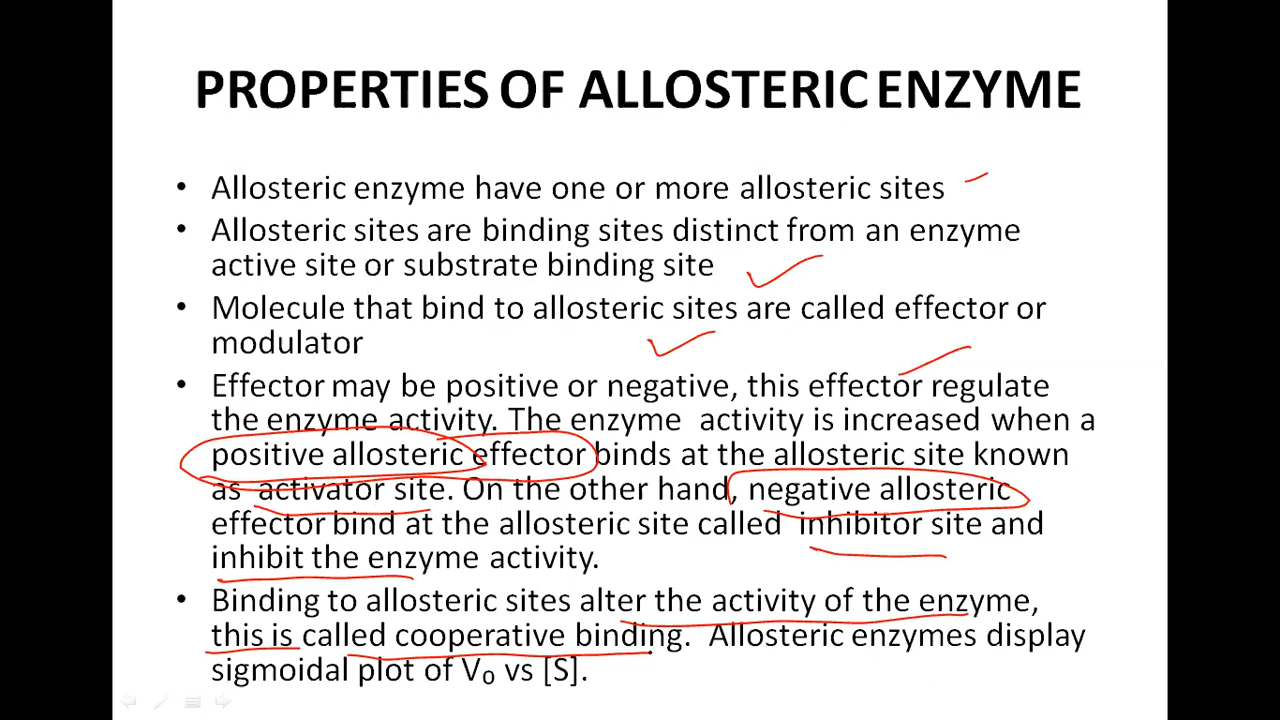 PROPERTIES OF ALLOSTERIC ENZYME
• Allosteric enzyme have one or more allosteric sites
• Allosteric sites are binding sites distinct from an enzyme
active site or substrate binding site
• Molecule that bind to allosteric sites are called effector or
modulator
• Effector may be positive or negative, this effector regulate
the enzyme activity. The enzyme activity is increased when a
positive allosteric effector binds at the allosteric site known
as activator site. On the other hand, negative allosteric
effector bind at the allosteric site called inhibitor site and
inhibit the enzyme activity.
• Binding to allosteric sites alter the activity of the enzyme,
this is called cooperative binding. Allosteric enzymes display
sigmoidal plot of V₀ vs [S].